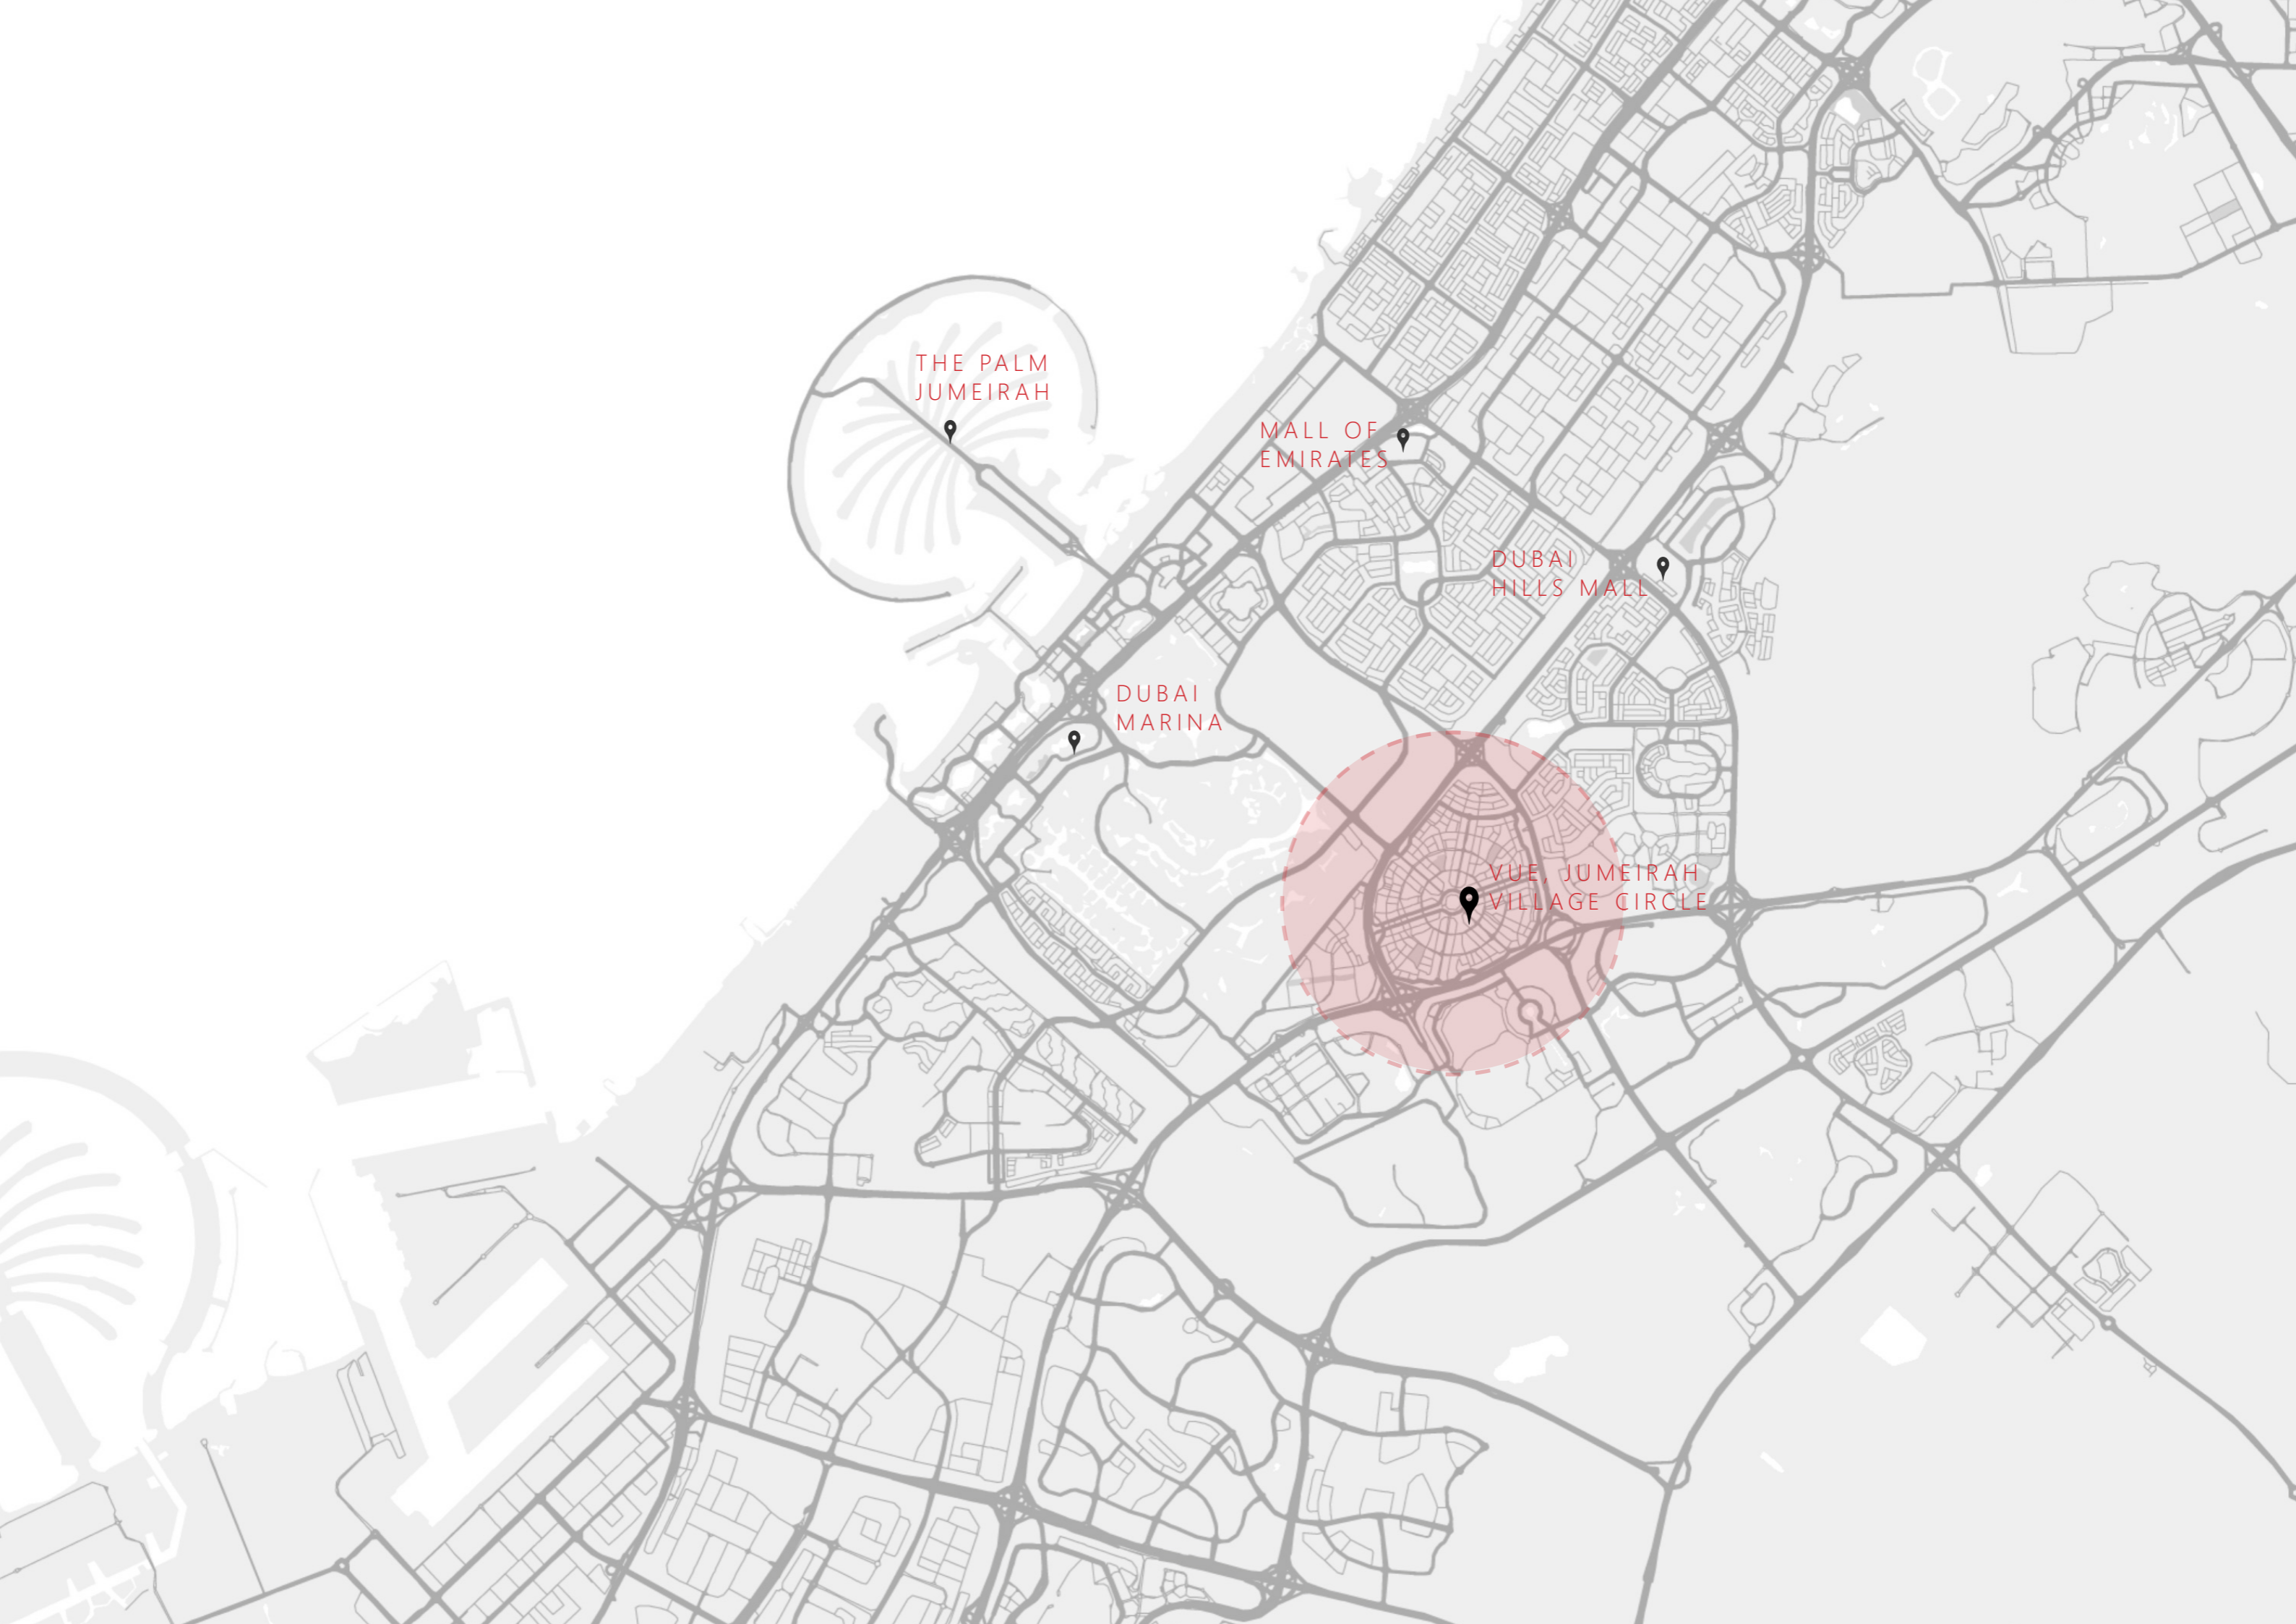 THE PALM
JUMEIRAH
MALL OF
EMIRATES
DUBAI
HILLS MALL
DUBAI
MARINA
VUE, JUMEIRAH
VILLAGE CIRCLE